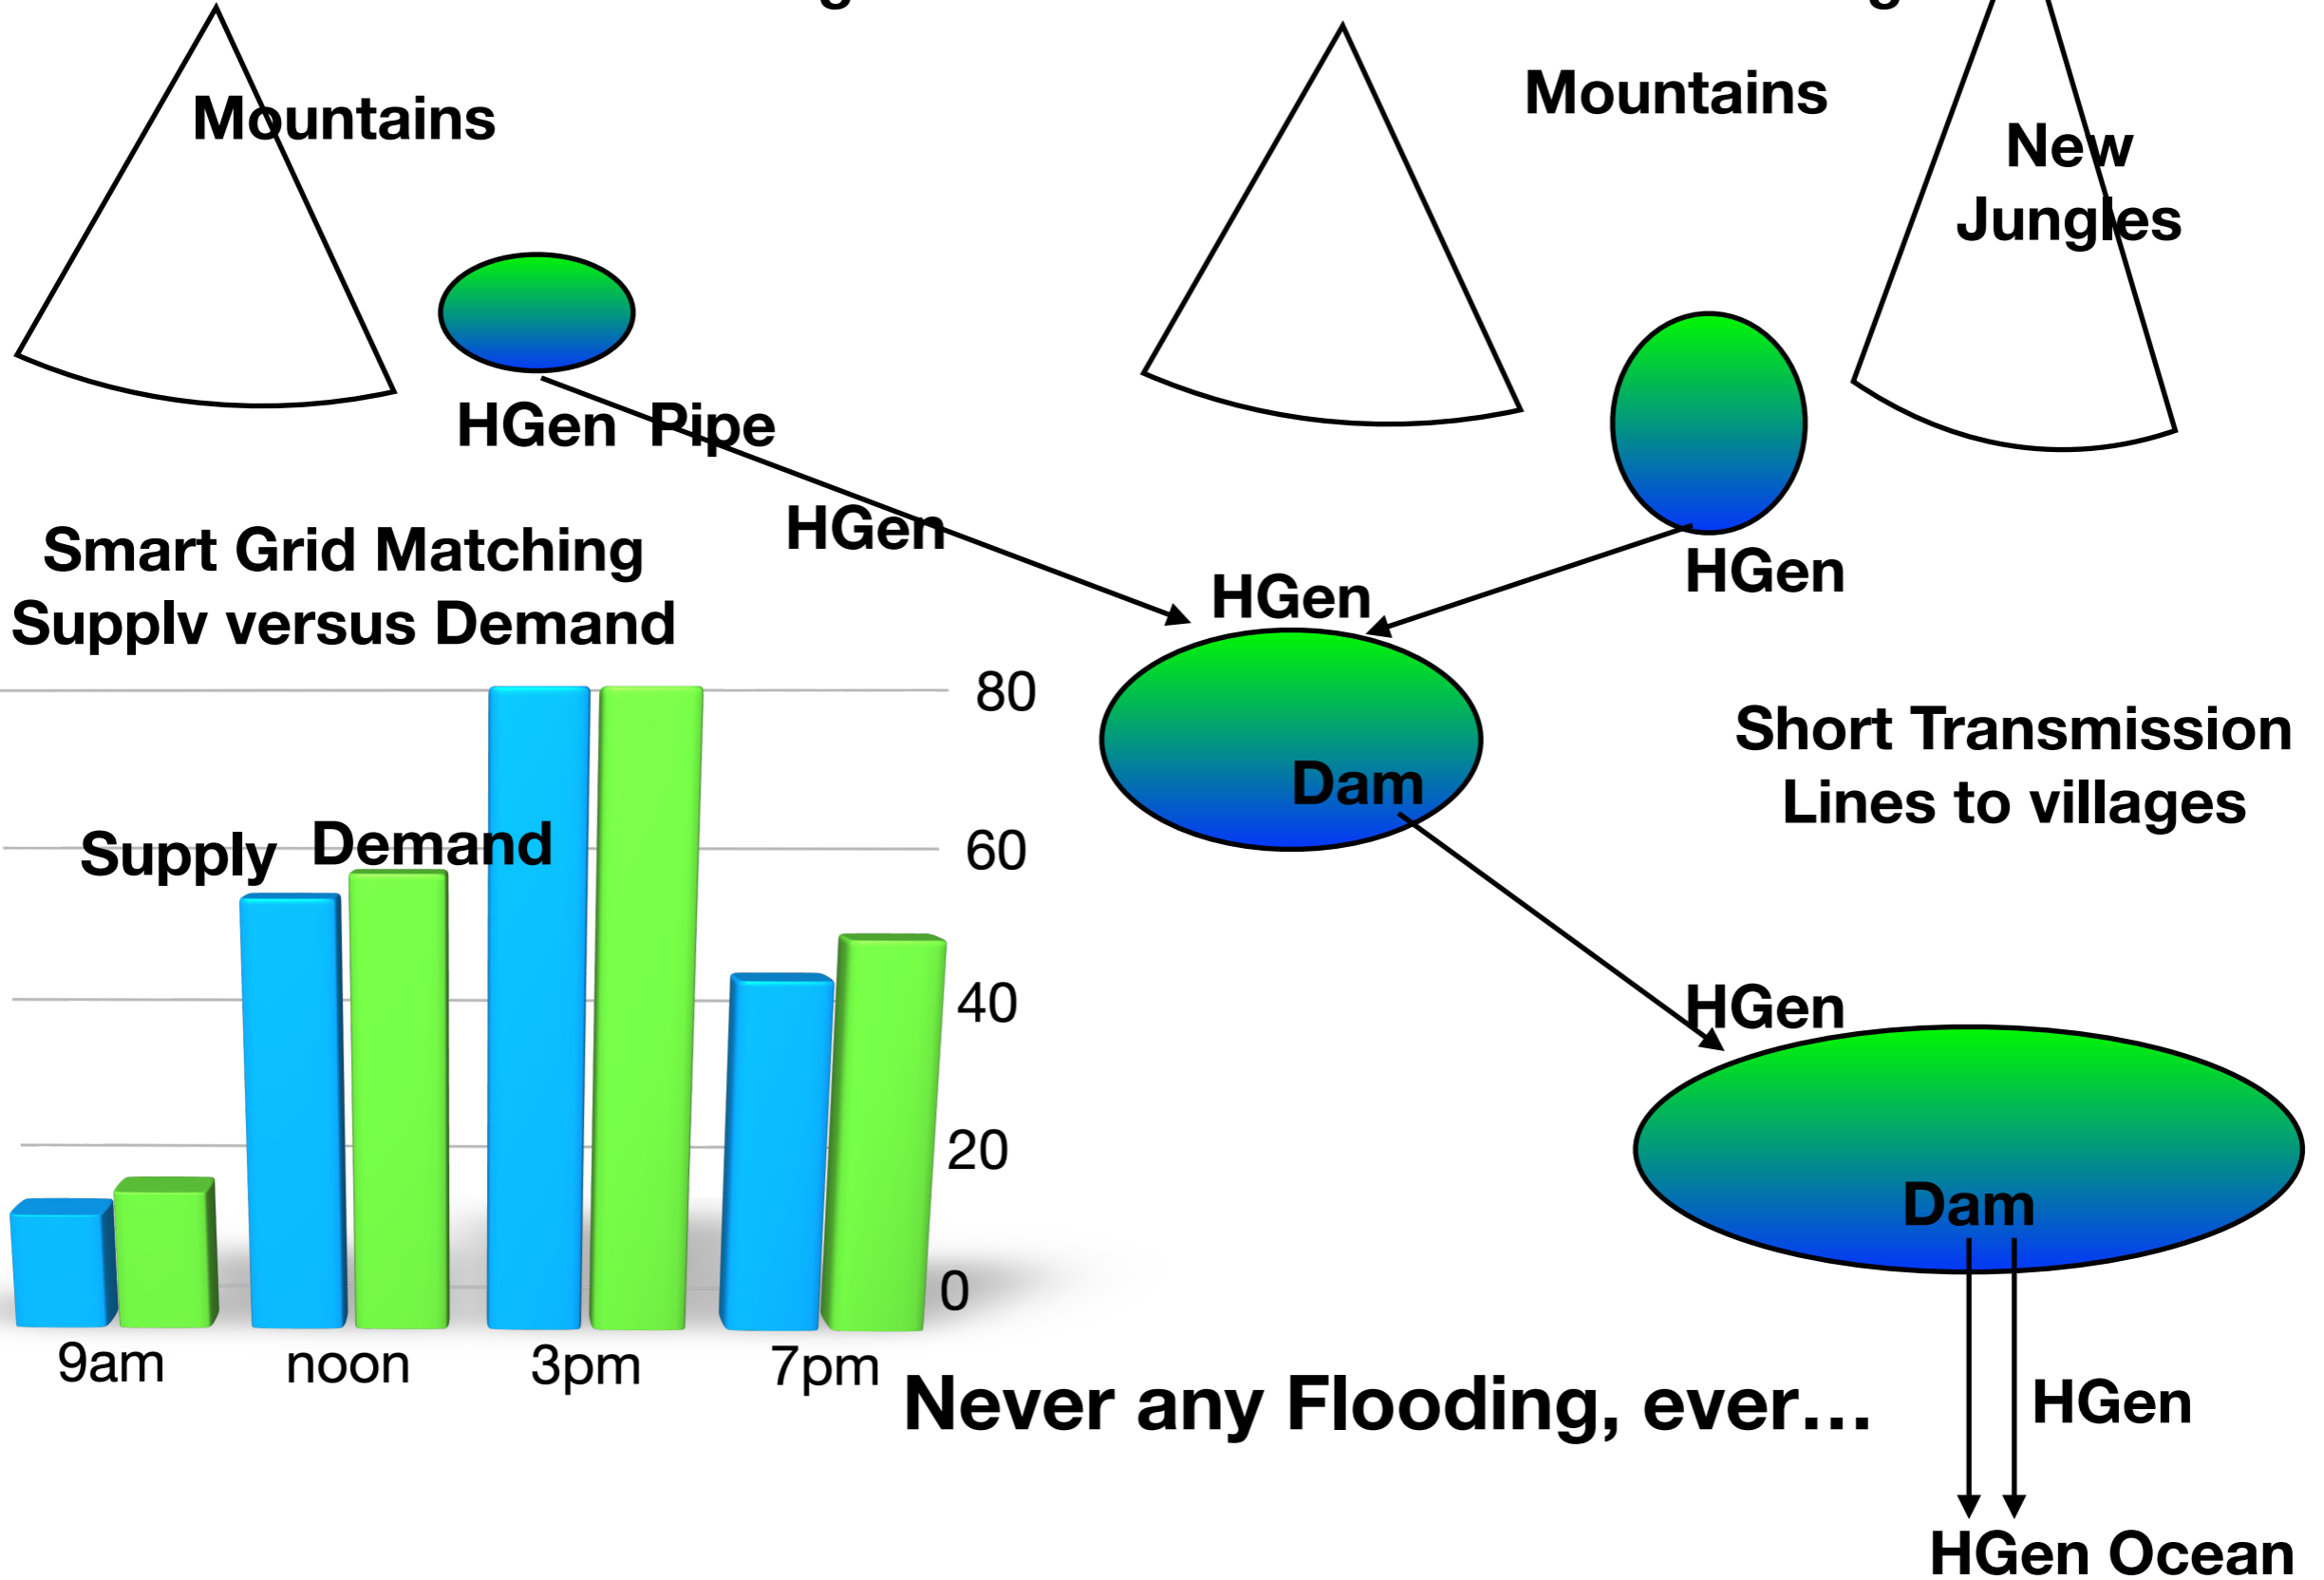 Mountains
Mountains
New
Jungles
HGen Pipe
HGen
HGen
HGen
Smart Grid Matching
Supply versus Demand
80
Short Transmission
Lines to villages
Dam
60
Supply
Demand
40
HGen
20
Dam
0
9am
noon
3pm
7pm
Never any Flooding, ever...
HGen
HGen Ocean